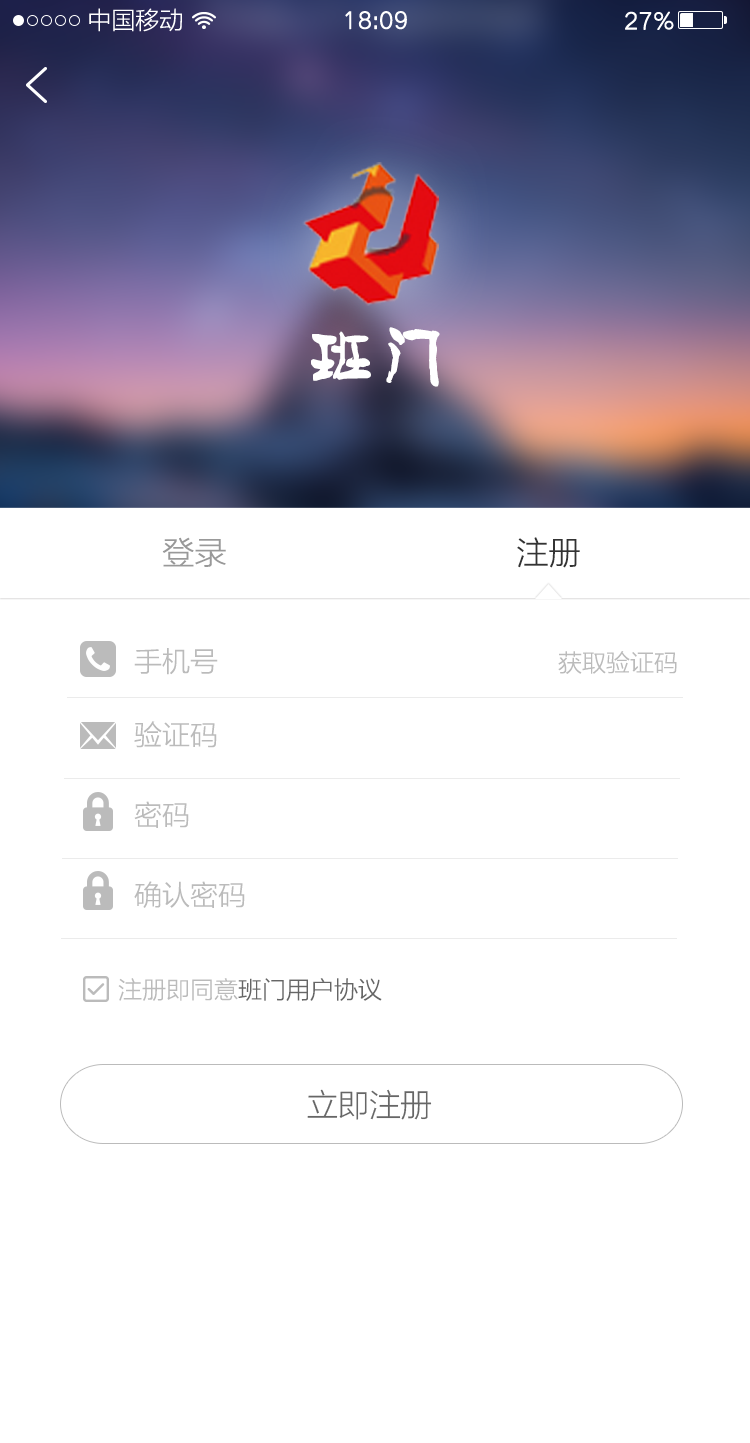 中国移动 18:09 27%
班门
登录 注册
手机号 获取验证码
验证码
密码
确认密码
注册即同意班门用户协议
立即注册